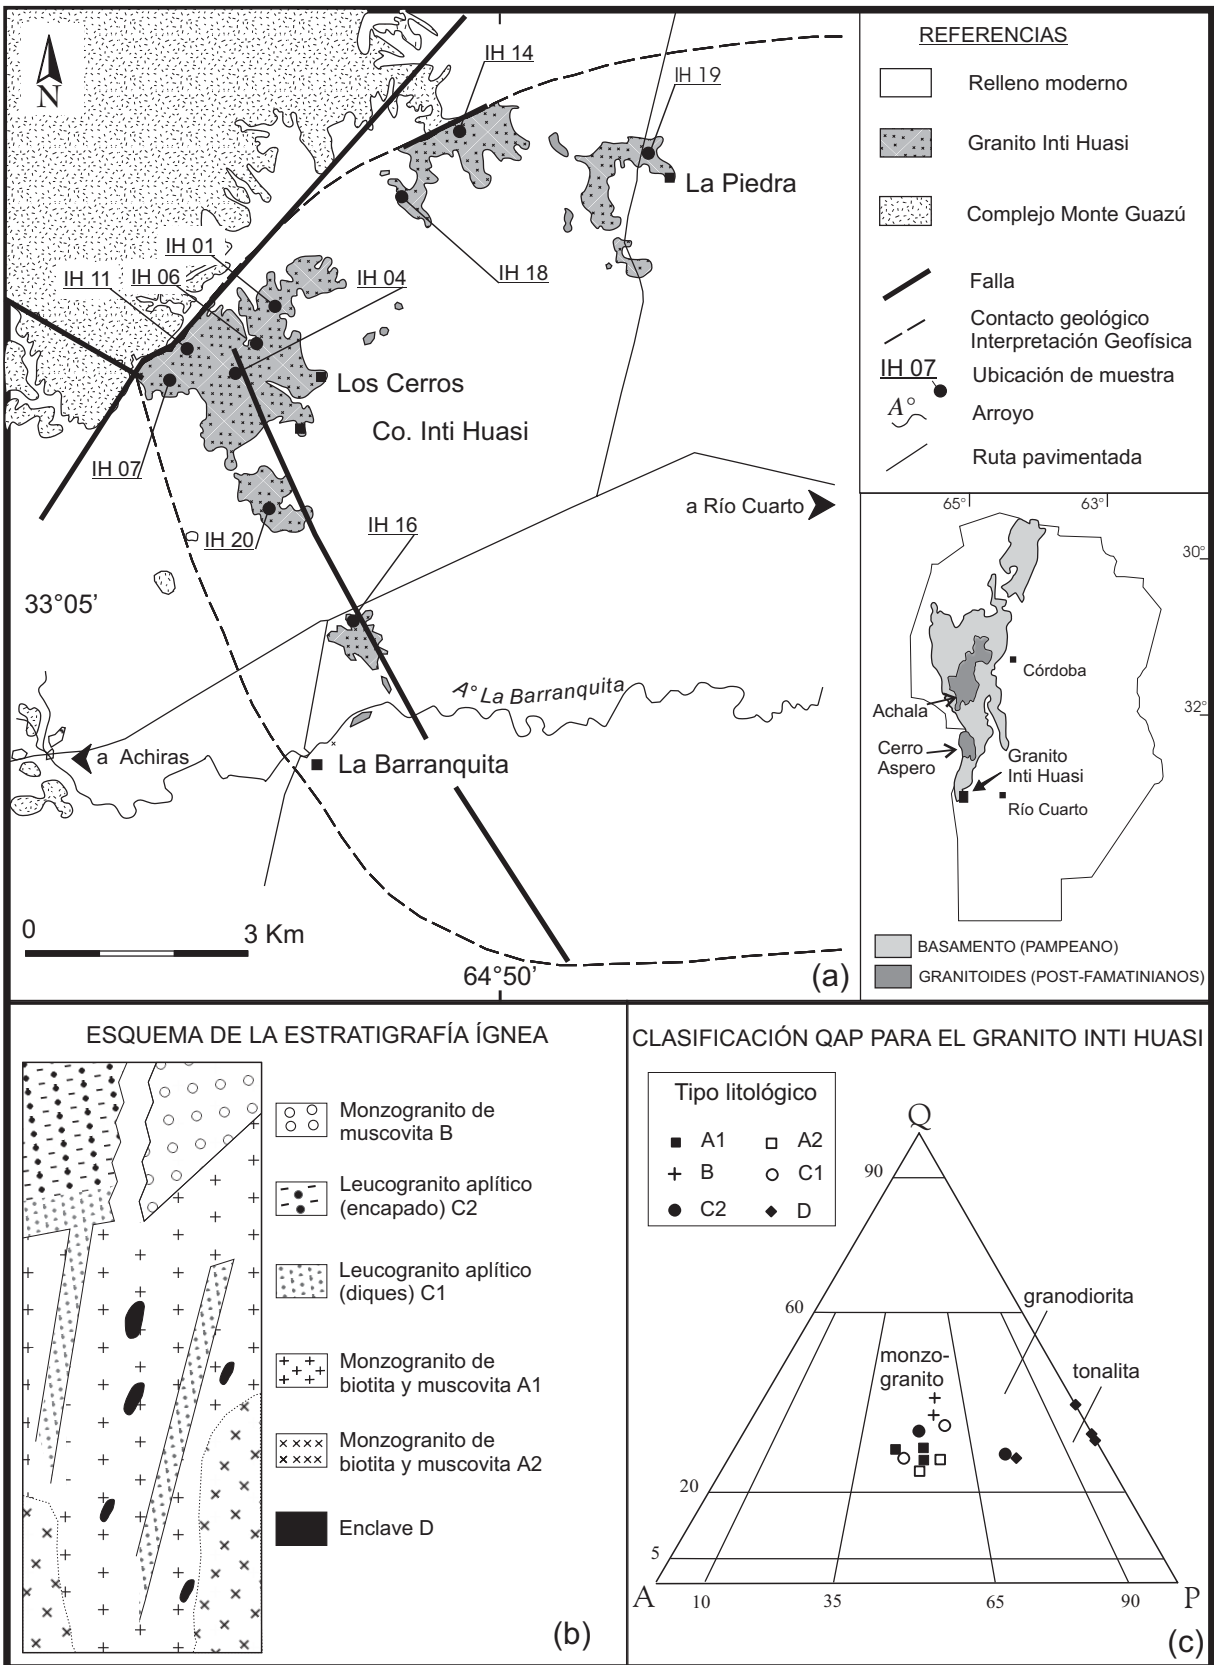 N
IH 14
IH 19
La Piedra
IH 01
IH 11
IH 06
IH 04
IH 18
Los Cerros
Co. Inti Huasi
IH 07
IH 20
IH 16
a Río Cuarto
33°05’
A° La Barranquita
a Achiras
La Barranquita
0
3 Km
64°50’
(a)
REFERENCIAS
Relleno moderno
Granito Inti Huasi
Complejo Monte Guazú
Falla
Contacto geológico
Interpretación Geofísica
IH 07
Ubicación de muestra
A°
Arroyo
Ruta pavimentada
65°
63°
30°
32°
Córdoba
Achala
Cerro
Aspero
Granito
Inti Huasi
Río Cuarto
BASAMENTO (PAMPEANO)
GRANITOIDES (POST-FAMATINIANOS)
ESQUEMA DE LA ESTRATIGRAFÍA ÍGNEA
Monzogranito de
muscovita B
Leucogranito aplítico
(encapado) C2
Leucogranito aplítico
(diques) C1
Monzogranito de
biotita y muscovita A1
Monzogranito de
biotita y muscovita A2
Enclave D
(b)
CLASIFICACIÓN QAP PARA EL GRANITO INTI HUASI
Tipo litológico
A1
A2
B
C1
C2
D
Q
90
60
granodiorita
monzo-
granito
tonalita
20
5
A
P
10
35
65
90
(c)